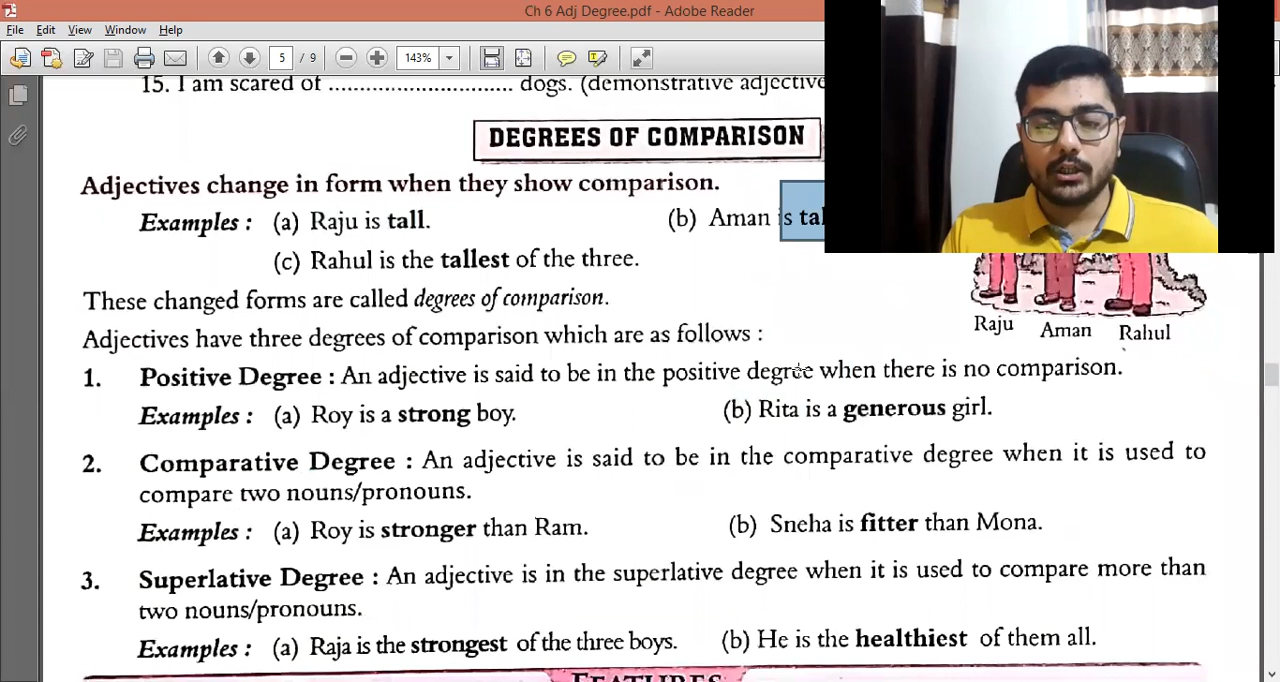 Ch 6 Adj Degree.pdf - Adobe Reader
File Edit View Window Help
5 / 9 143%
15. I am scared of ................................ dogs. (demonstrative adjective
DEGREES OF COMPARISON
Adjectives change in form when they show comparison.
Examples : (a) Raju is tall. (b) Aman is
(c) Rahul is the tallest of the three.
These changed forms are called degrees of comparison.
Raju Aman Rahul
Adjectives have three degrees of comparison which are as follows :
1. Positive Degree : An adjective is said to be in the positive degree when there is no comparison.
Examples : (a) Roy is a strong boy. (b) Rita is a generous girl.
2. Comparative Degree : An adjective is said to be in the comparative degree when it is used to
compare two nouns/pronouns.
Examples : (a) Roy is stronger than Ram. (b) Sneha is fitter than Mona.
3. Superlative Degree : An adjective is in the superlative degree when it is used to compare more than
two nouns/pronouns.
Examples : (a) Raja is the strongest of the three boys. (b) He is the healthiest of them all.
FEATURES